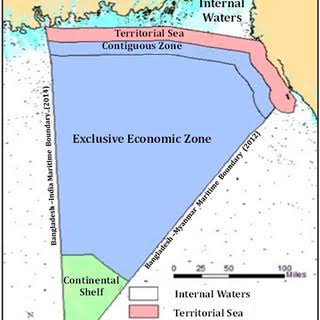 Internal
Waters
Territorial Sea
Contiguous Zone
Exclusive Economic Zone
Bangladesh-India Maritime Boundary (2014)
Bangladesh-Myanmar Maritime Boundary (2012)
Continental
Shelf
0 25 50 100
Miles
Internal Waters
Territorial Sea